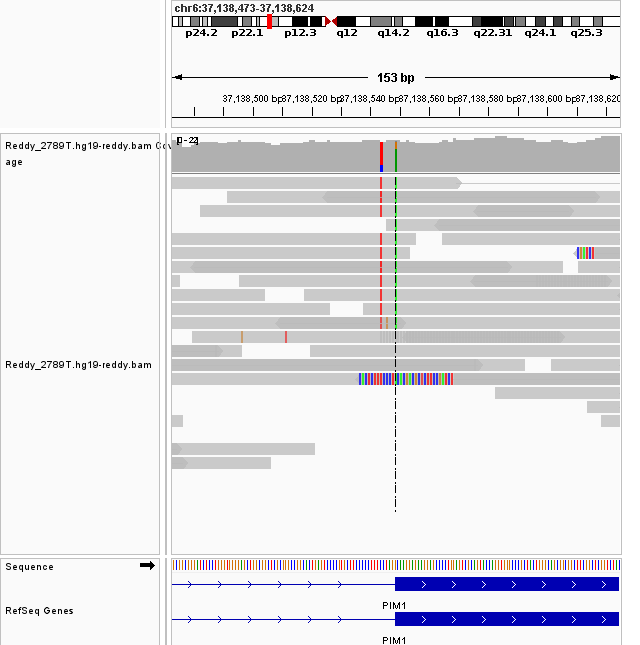 chr6:37,138,473-37,138,624
p24.2 p22.1 p12.3 q12 q14.2 q16.3 q22.31 q24.1 q25.3
153 bp
37,138,500 bp 37,138,520 bp 37,138,540 bp 37,138,560 bp 37,138,580 bp 37,138,600 bp 37,138,620
Reddy_2789T.hg19-reddy.bam Cov
age
[0 - 22]
Reddy_2789T.hg19-reddy.bam
Sequence
PIM1
RefSeq Genes
PIM1